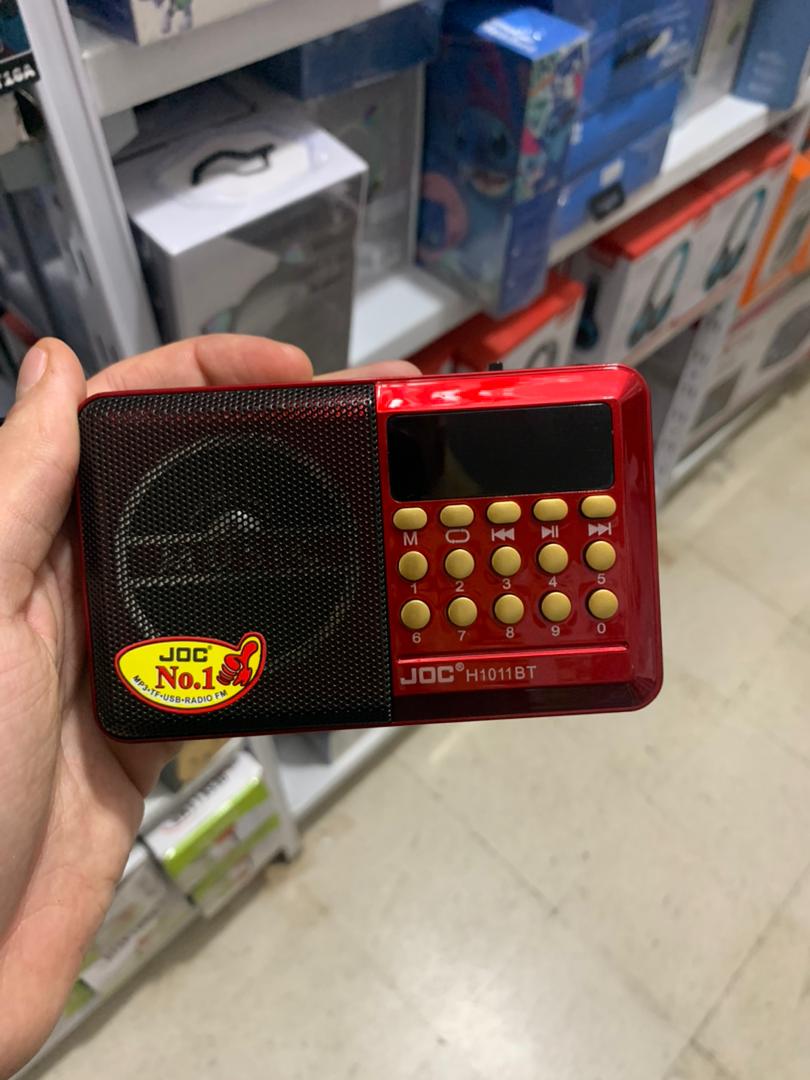 T16A
M
1 2 3 4 5
6 7 8 9 0
JOC® H1011BT
JOC®
No.1
MP3•TF•USB•RADIO FM